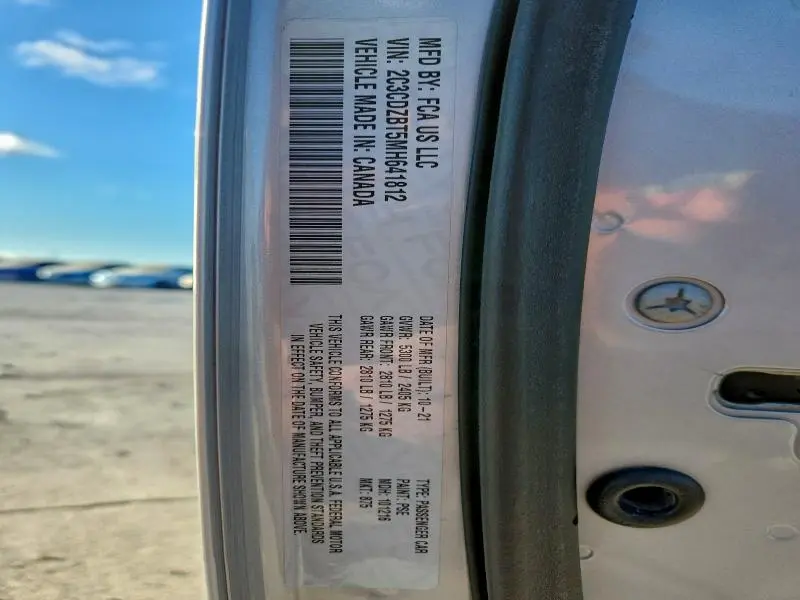 MFD BY: FCA US LLC
VIN: 2C3CDZBT5MH641812
VEHICLE MADE IN: CANADA
DATE OF MFR (BUILT): 10-21
GVWR: 5300 LB/ 2405 KG
GAWR FRONT: 2810 LB/ 1275 KG
GAWR REAR: 2810 LB/ 1275 KG
TYPE: PASSENGER CAR
PAINT: PSE
MDH: 101216
MKT: 875
THIS VEHICLE CONFORMS TO ALL APPLICABLE U.S.A. FEDERAL MOTOR
VEHICLE SAFETY, BUMPER, AND THEFT PREVENTION STANDARDS
IN EFFECT ON THE DATE OF MANUFACTURE SHOWN ABOVE.